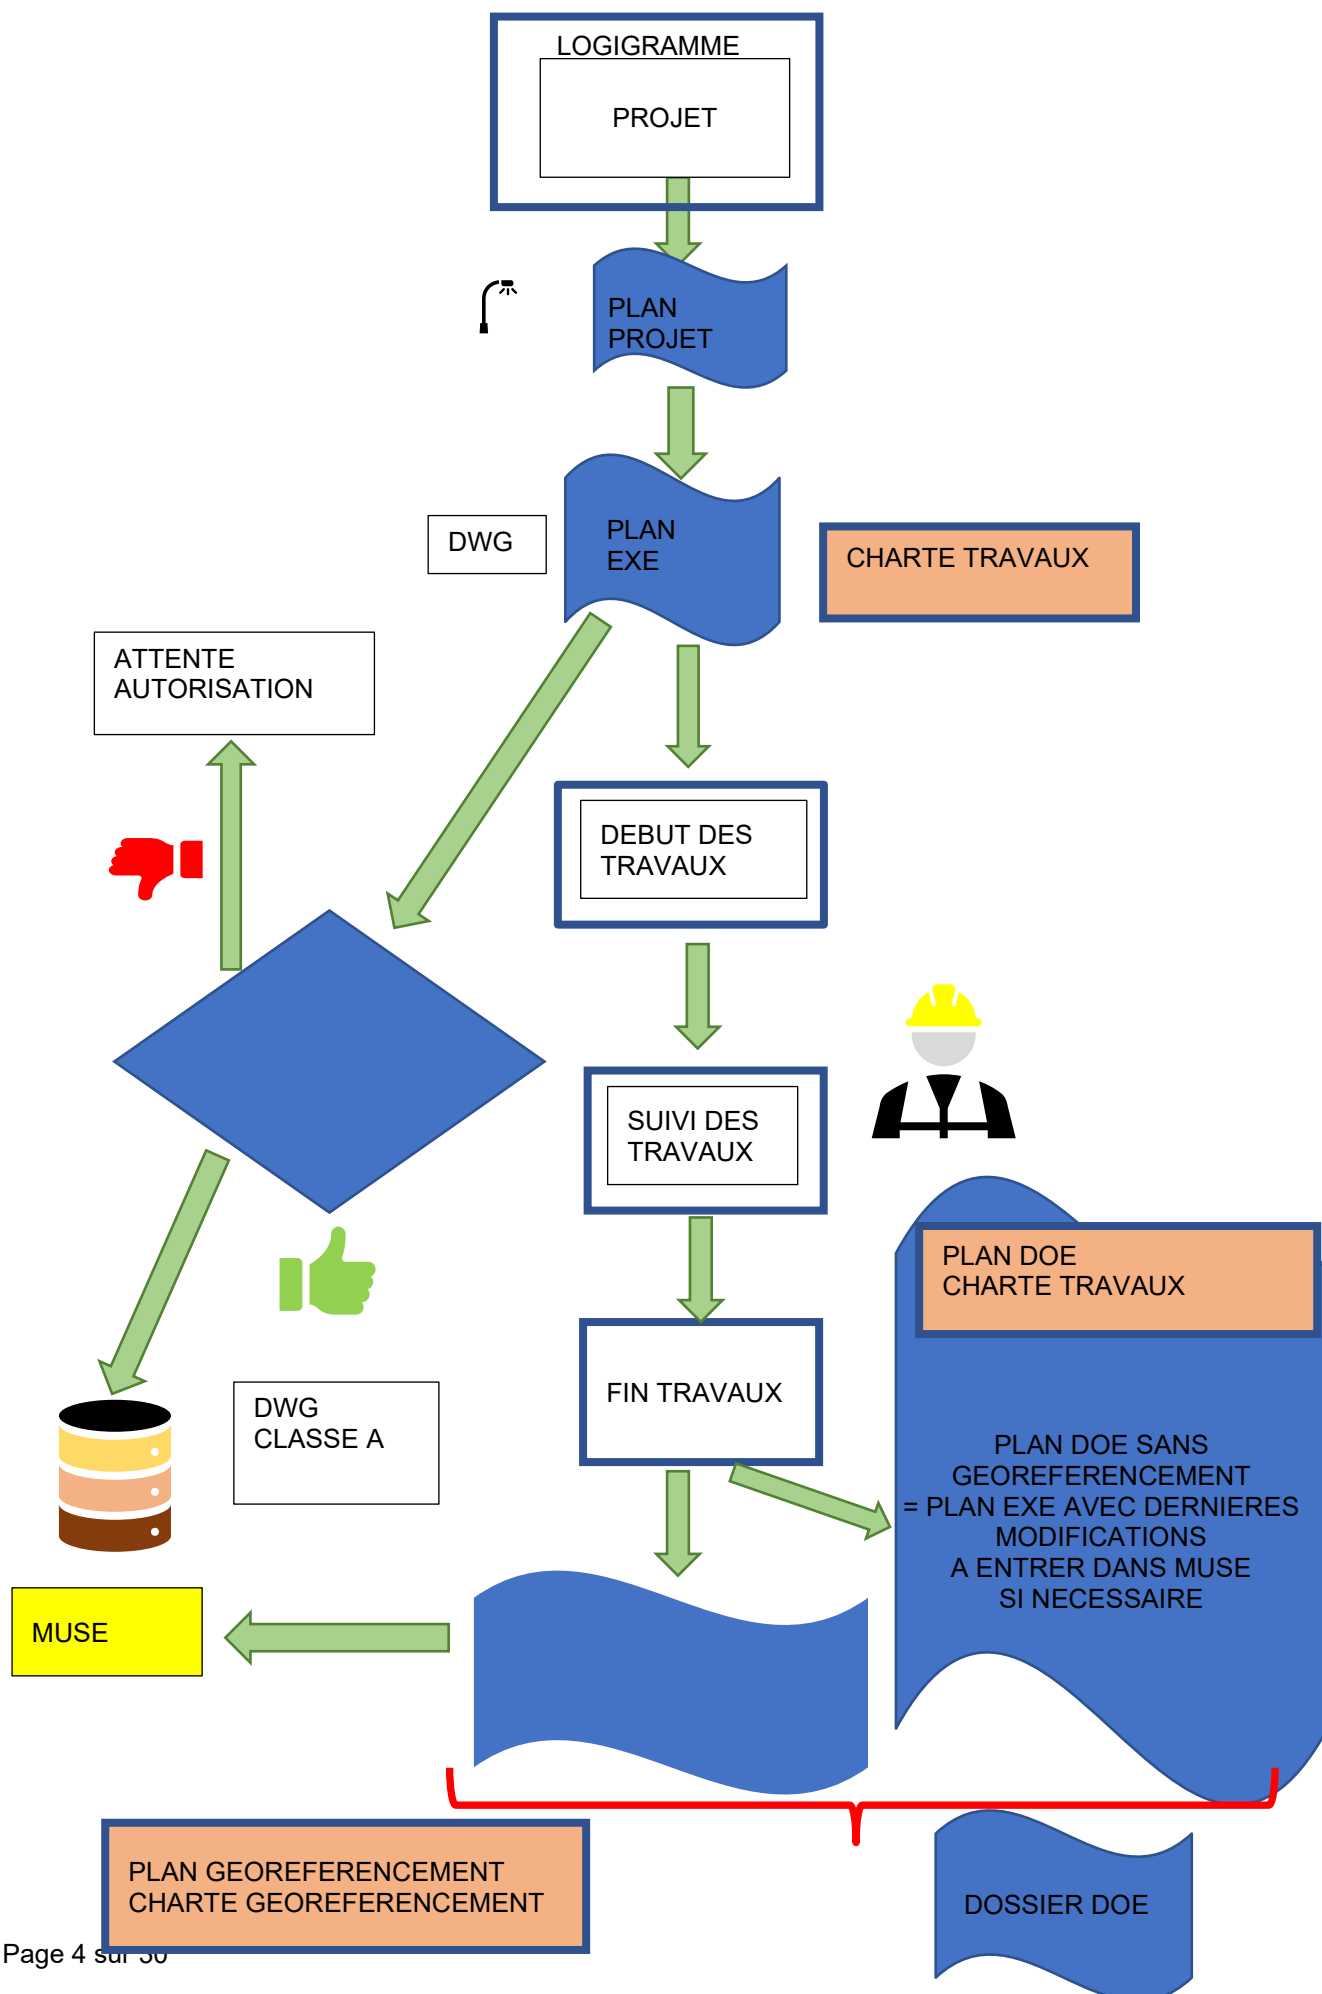 LOGIGRAMME
PROJET
PLAN
PROJET
DWG
PLAN
EXE
CHARTE TRAVAUX
ATTENTE
AUTORISATION
DEBUT DES
TRAVAUX
SUIVI DES
TRAVAUX
PLAN DOE
CHARTE TRAVAUX
DWG
CLASSE A
FIN TRAVAUX
PLAN DOE SANS
GEOREFERENCEMENT
= PLAN EXE AVEC DERNIERES
MODIFICATIONS
A ENTRER DANS MUSE
SI NECESSAIRE
MUSE
PLAN GEOREFERENCEMENT
CHARTE GEOREFERENCEMENT
DOSSIER DOE
Page 4 sur 30